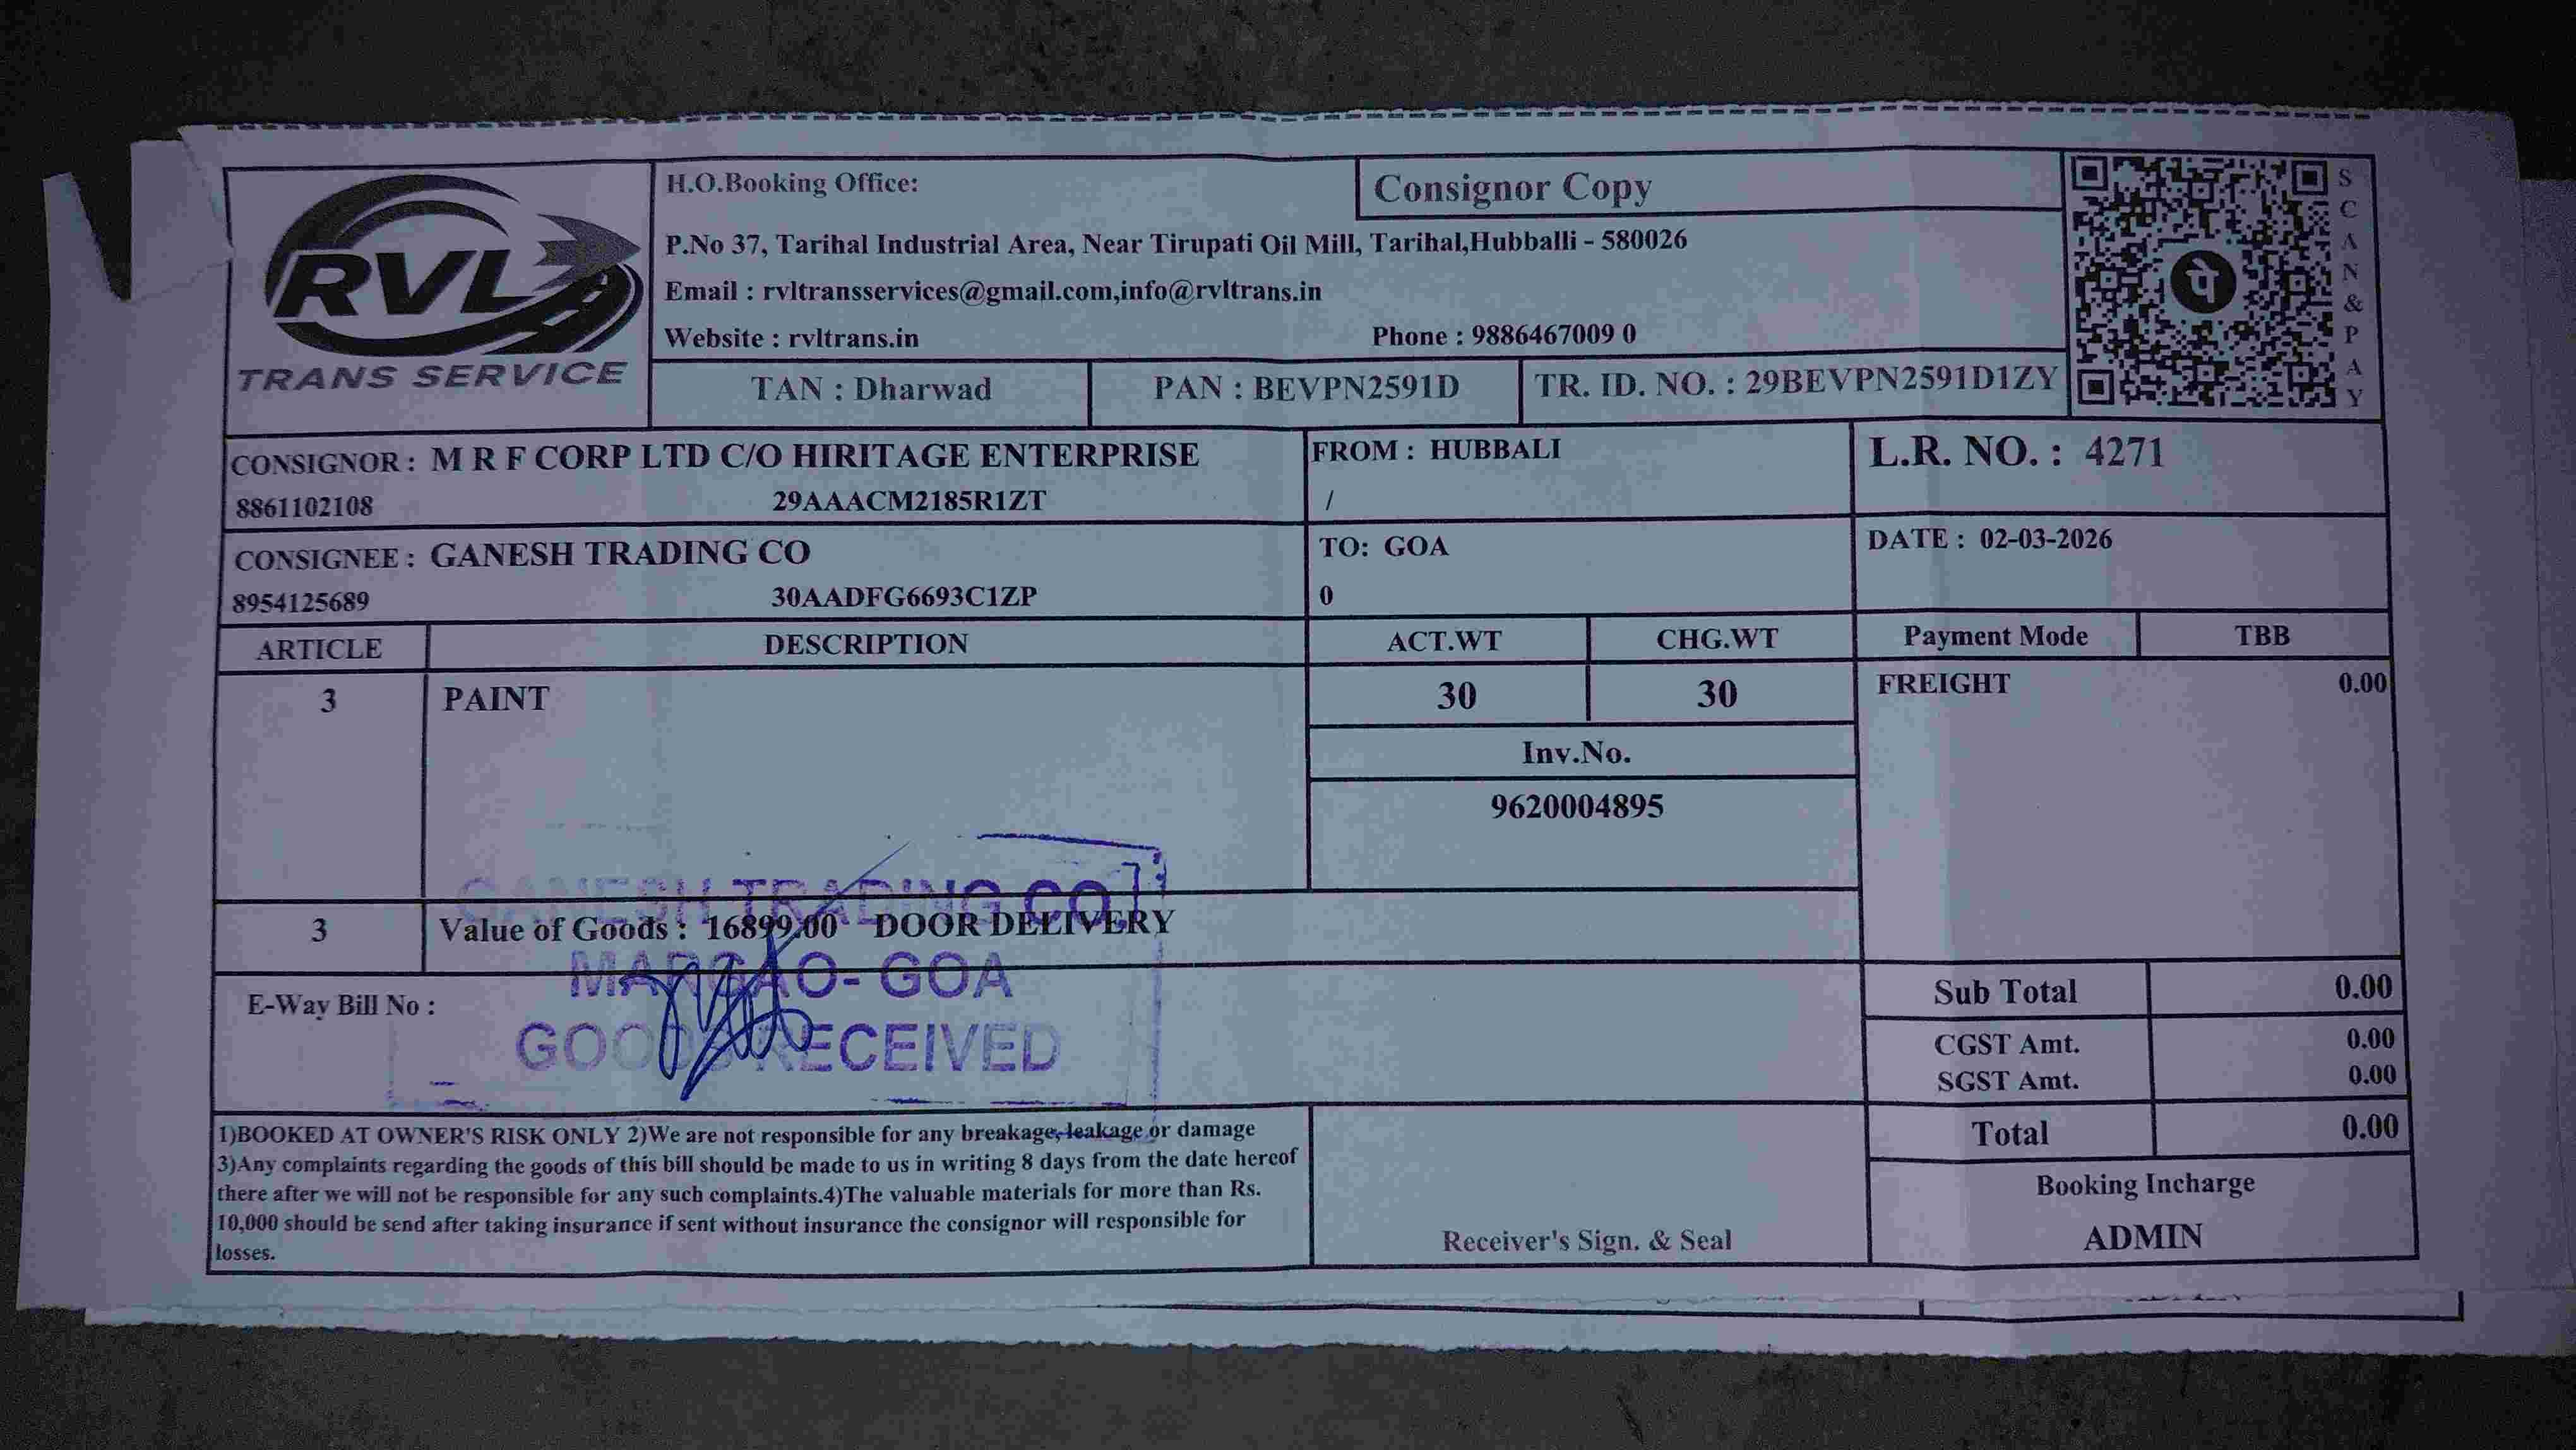 RVL
TRANS SERVICE
H.O.Booking Office:
Consignor Copy
P.No 37, Tarihal Industrial Area, Near Tirupati Oil Mill, Tarihal,Hubballi - 580026
Email : rvltransservices@gmail.com,info@rvltrans.in
Website : rvltrans.in Phone : 9886467009 0
TAN : Dharwad PAN : BEVPN2591D TR. ID. NO. : 29BEVPN2591D1ZY
पे
SCAN & PAY
CONSIGNOR : M R F CORP LTD C/O HIRITAGE ENTERPRISE
8861102108 29AAACM2185R1ZT
FROM : HUBBALI
/
L.R. NO. : 4271
CONSIGNEE : GANESH TRADING CO
8954125689 30AADFG6693C1ZP
TO: GOA
0
DATE : 02-03-2026
ARTICLE DESCRIPTION ACT.WT CHG.WT Payment Mode TBB
3 PAINT 30 30 FREIGHT 0.00
Inv.No.
9620004895
GANESH TRADING CO
3 Value of Goods : 16899.00 DOOR DELIVERY
MARGAO- GOA
E-Way Bill No :
GOODS RECEIVED
Sub Total 0.00
CGST Amt. 0.00
SGST Amt. 0.00
Total 0.00
1)BOOKED AT OWNER'S RISK ONLY 2)We are not responsible for any breakage, leakage or damage
3)Any complaints regarding the goods of this bill should be made to us in writing 8 days from the date hereof
there after we will not be responsible for any such complaints.4)The valuable materials for more than Rs.
10,000 should be send after taking insurance if sent without insurance the consignor will responsible for
losses.
Receiver's Sign. & Seal
Booking Incharge
ADMIN